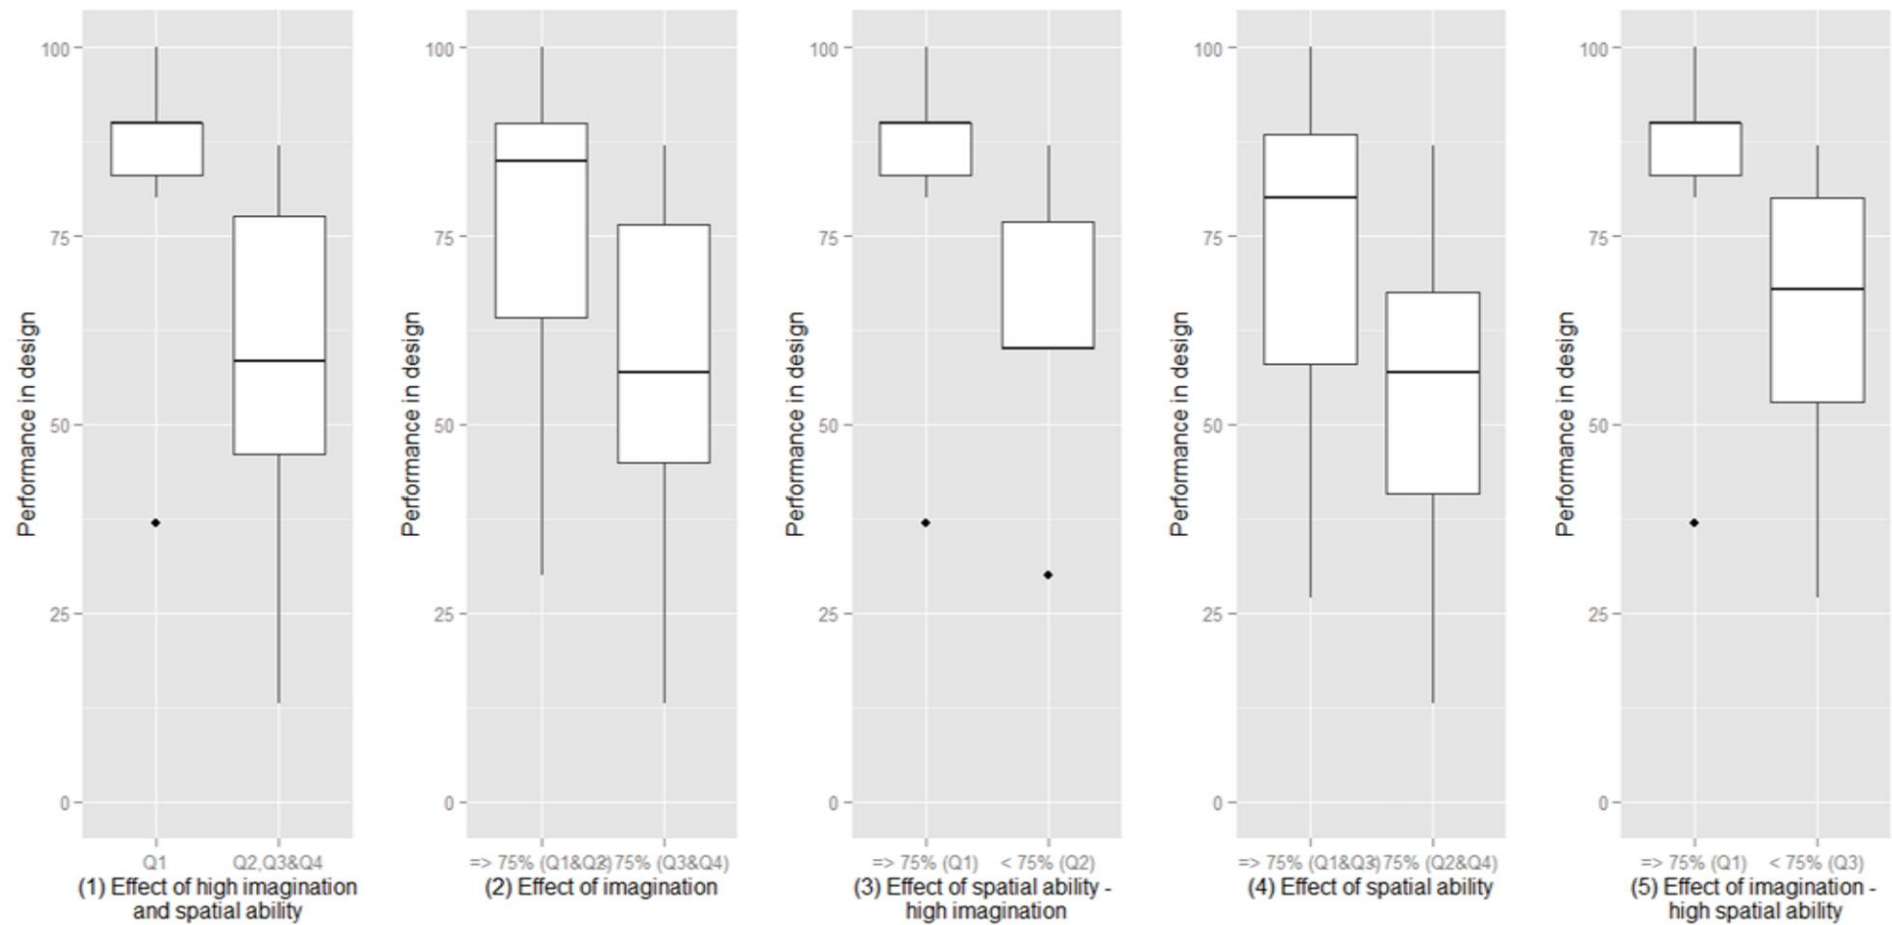 100
75
50
25
0
Performance in design
Q1
Q2,Q3&Q4
(1) Effect of high imagination
and spatial ability
100
75
50
25
0
Performance in design
=> 75% (Q1&Q2)
75% (Q3&Q4)
(2) Effect of imagination
100
75
50
25
0
Performance in design
=> 75% (Q1)
< 75% (Q2)
(3) Effect of spatial ability -
high imagination
100
75
50
25
0
Performance in design
=> 75% (Q1&Q3)
75% (Q2&Q4)
(4) Effect of spatial ability
100
75
50
25
0
Performance in design
=> 75% (Q1)
< 75% (Q3)
(5) Effect of imagination -
high spatial ability